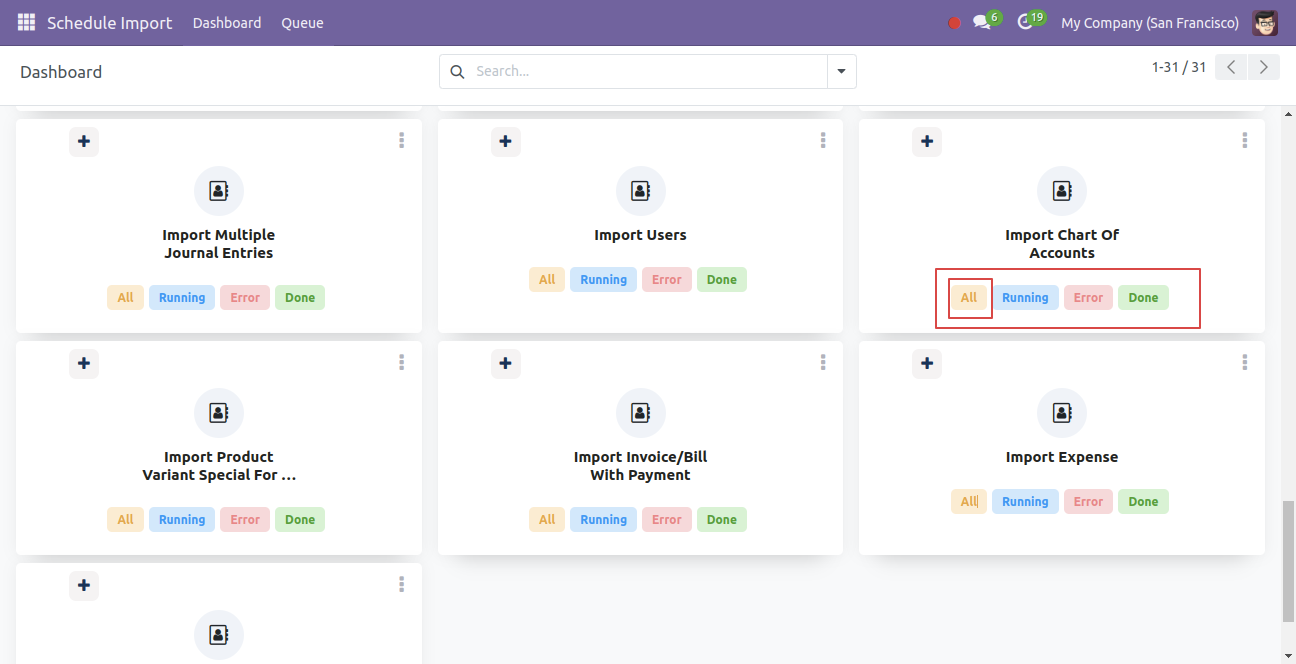 Schedule Import Dashboard Queue 6 19 My Company (San Francisco)
Dashboard Search... 1-31 / 31
Import Multiple
Journal Entries
All Running Error Done
Import Users
All Running Error Done
Import Chart Of
Accounts
All Running Error Done
Import Product
Variant Special For ...
All Running Error Done
Import Invoice/Bill
With Payment
All Running Error Done
Import Expense
All Running Error Done